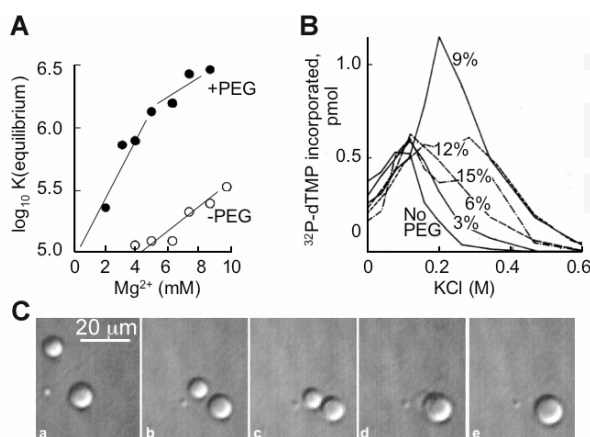 A
log₁₀ K(equilibrium)
6.5
6.0
5.5
5.0
+PEG
-PEG
0 2 4 6 8 10
Mg²⁺ (mM)
B
³²P-dTMP incorporated,
pmol
1.0
0.5
0
9%
12%
15%
6%
3%
No
PEG
0 0.2 0.4 0.6
KCl (M)
C
20 µm
a b c d e